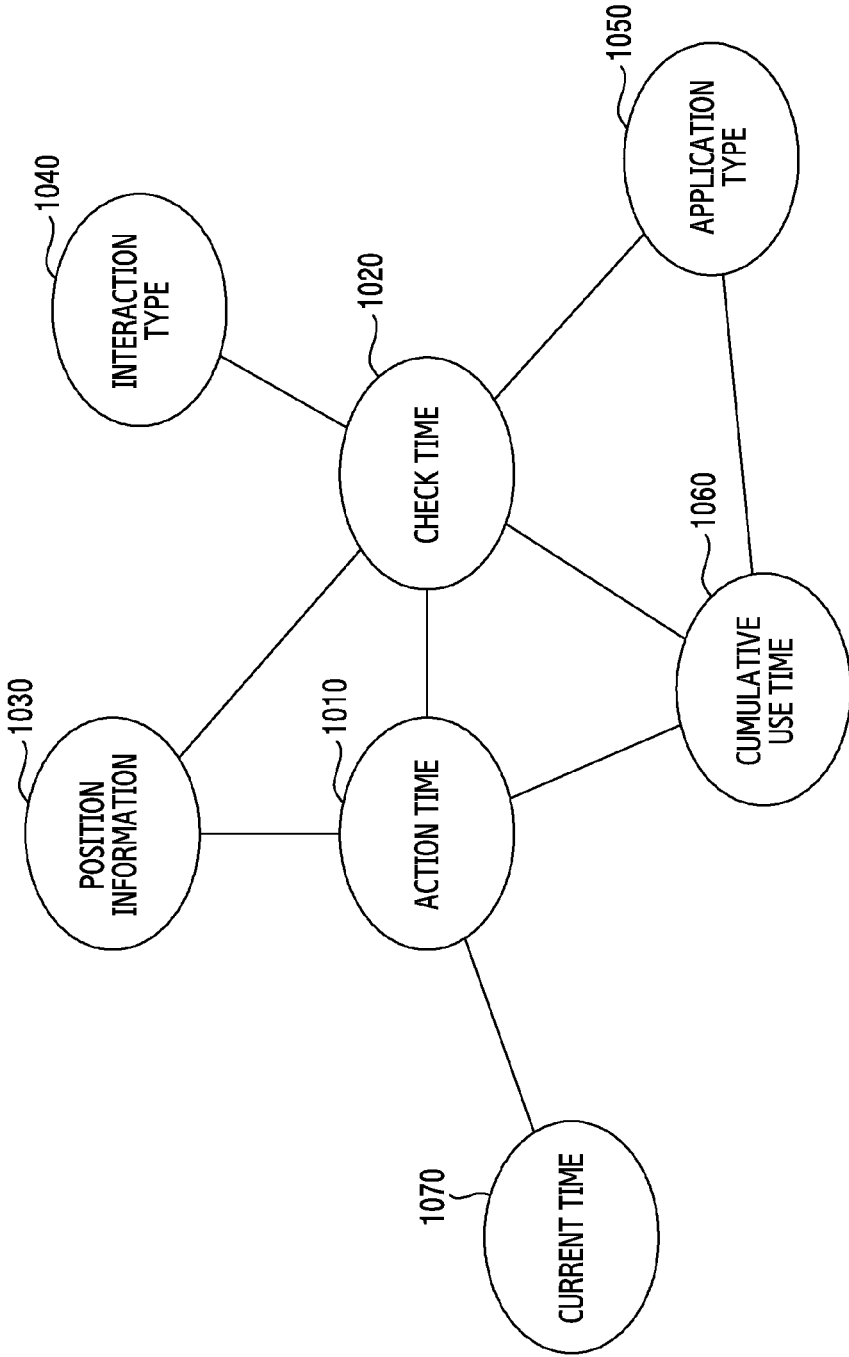 1040
INTERACTION
TYPE
1030
POSITION
INFORMATION
1020
CHECK TIME
1010
ACTION TIME
1050
APPLICATION
TYPE
1060
CUMULATIVE
USE TIME
1070
CURRENT TIME